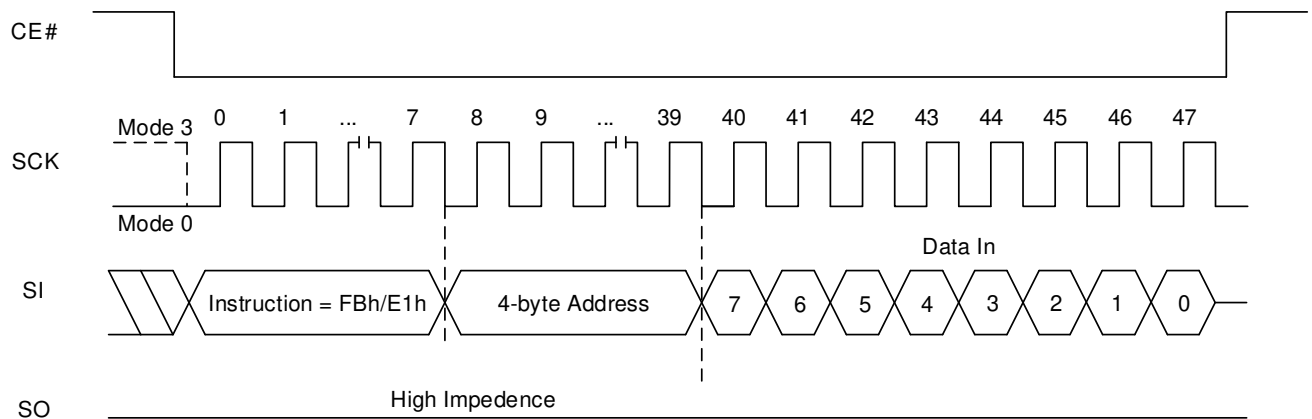 CE#
Mode 3
0 1 ... 7 8 9 ... 39 40 41 42 43 44 45 46 47
SCK
Mode 0
Data In
SI
Instruction = FBh/E1h 4-byte Address 7 6 5 4 3 2 1 0
High Impedence
SO